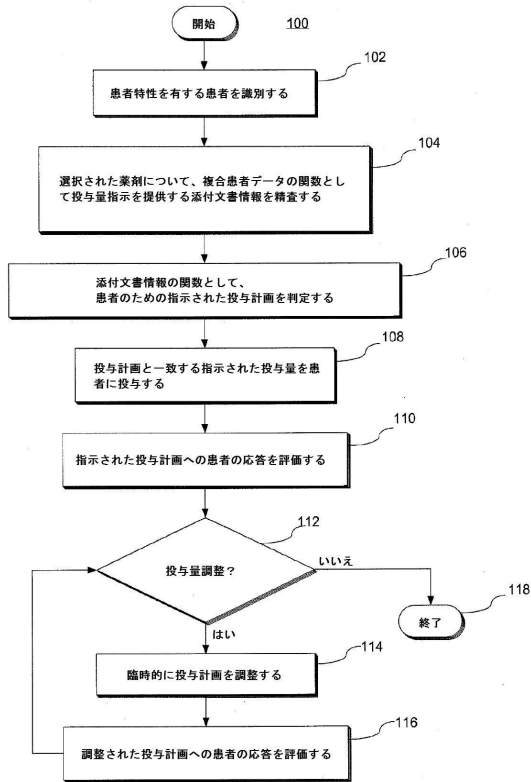 開始
100
102
患者特性を有する患者を識別する
104
選択された薬剤について、複合患者データの関数とし
て投与量指示を提供する添付文書情報を精査する
106
添付文書情報の関数として、
患者のための指示された投与計画を判定する
108
投与計画と一致する指示された投与量を患
者に投与する
110
指示された投与計画への患者の応答を評価する
112
投与量調整？
いいえ
118
終了
はい
114
臨時的に投与計画を調整する
116
調整された投与計画への患者の応答を評価する